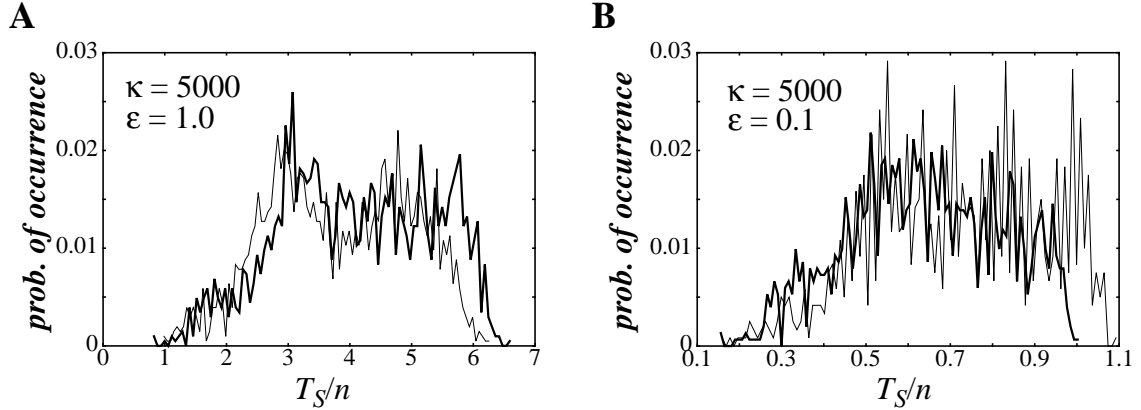 A
prob. of occurrence
0.03
0.02
0.01
0
κ = 5000
ε = 1.0
0 1 2 3 4 5 6 7
T_S/n
B
prob. of occurrence
0.03
0.02
0.01
0
κ = 5000
ε = 0.1
0.1 0.3 0.5 0.7 0.9 1.1
T_S/n